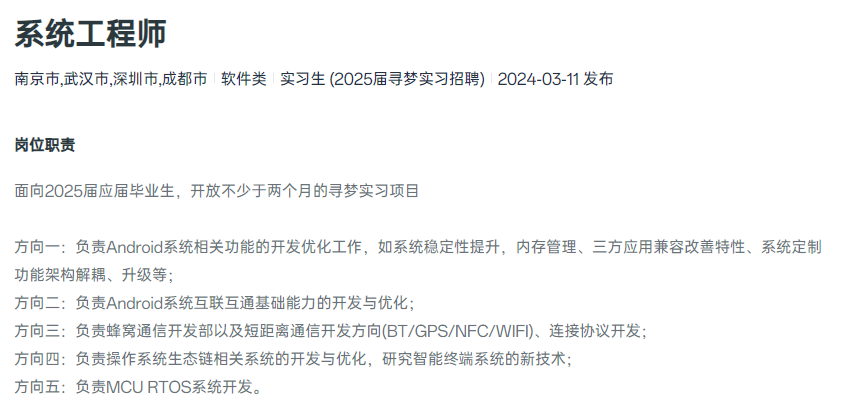 系统工程师
南京市,武汉市,深圳市,成都市 软件类 实习生 (2025届寻梦实习招聘) 2024-03-11 发布
岗位职责
面向2025届应届毕业生，开放不少于两个月的寻梦实习项目
方向一：负责Android系统相关功能的开发优化工作，如系统稳定性提升，内存管理、三方应用兼容改善特性、系统定制
功能架构解耦、升级等；
方向二：负责Android系统互联互通基础能力的开发与优化；
方向三：负责蜂窝通信开发部以及短距离通信开发方向(BT/GPS/NFC/WIFI)、连接协议开发；
方向四：负责操作系统生态链相关系统的开发与优化，研究智能终端系统的新技术；
方向五：负责MCU RTOS系统开发。